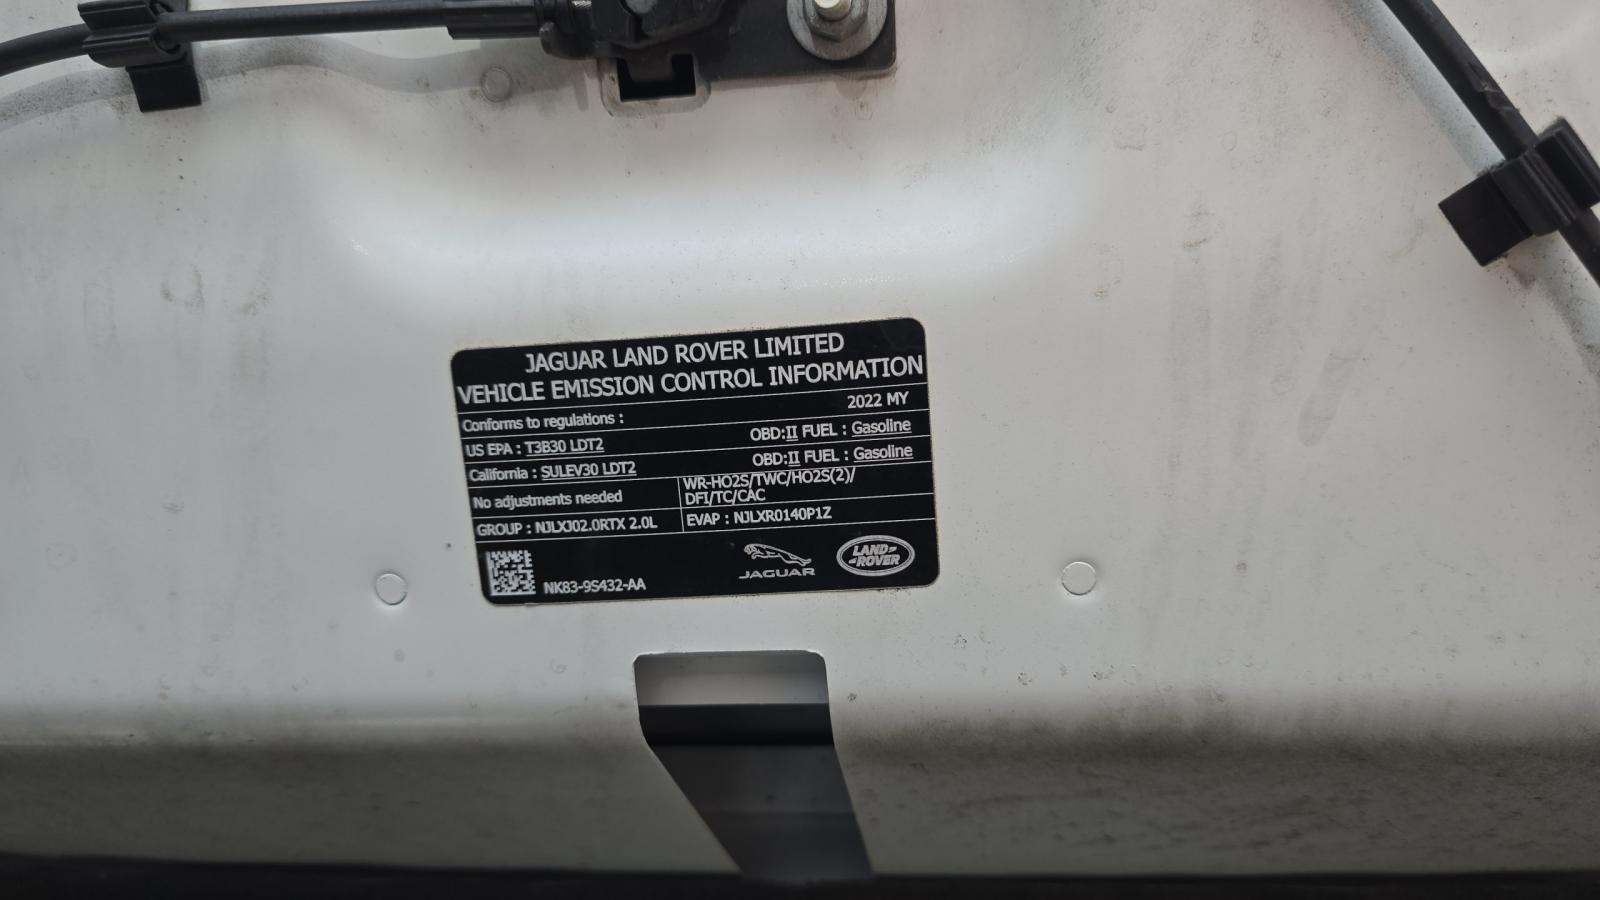 JAGUAR LAND ROVER LIMITED
VEHICLE EMISSION CONTROL INFORMATION
Conforms to regulations : 2022 MY
US EPA : T3B30 LDT2 OBD:II FUEL : Gasoline
California : SULEV30 LDT2 OBD:II FUEL : Gasoline
No adjustments needed
WR-HO2S/TWC/HO2S(2)/
DFI/TC/CAC
GROUP : NJLXJ02.0RTX 2.0L EVAP : NJLXR0140P1Z
NK83-9S432-AA
JAGUAR
LAND-
-ROVER